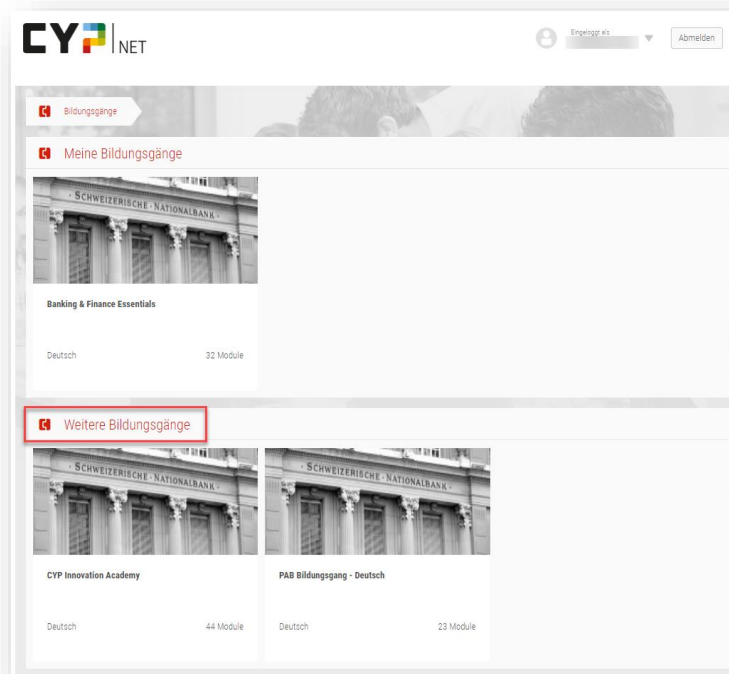 CYP NET
Eingeloggt als
Abmelden
Bildungsgänge
Meine Bildungsgänge
SCHWEIZERISCHE · NATIONALBANK ·
Banking & Finance Essentials
Deutsch 32 Module
Weitere Bildungsgänge
· SCHWEIZERISCHE · NATIONALBANK ·
· SCHWEIZERISCHE · NATIONALBANK ·
CYP Innovation Academy
PAB Bildungsgang - Deutsch
Deutsch 44 Module
Deutsch 23 Module